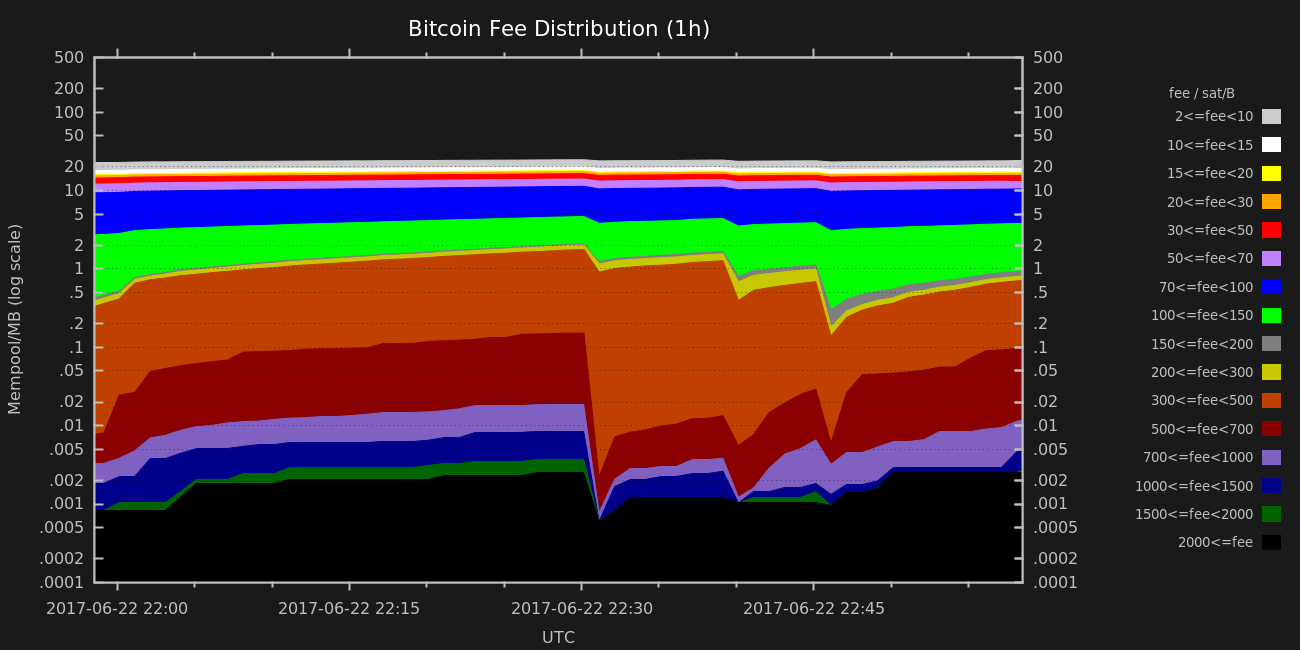 Bitcoin Fee Distribution (1h)
Mempool/MB (log scale)
500
200
100
50
20
10
5
2
1
.5
.2
.1
.05
.02
.01
.005
.002
.001
.0005
.0002
.0001
500
200
100
50
20
10
5
2
1
.5
.2
.1
.05
.02
.01
.005
.002
.001
.0005
.0002
.0001
2017-06-22 22:00
2017-06-22 22:15
2017-06-22 22:30
2017-06-22 22:45
UTC
fee / sat/B
2<=fee<10
10<=fee<15
15<=fee<20
20<=fee<30
30<=fee<50
50<=fee<70
70<=fee<100
100<=fee<150
150<=fee<200
200<=fee<300
300<=fee<500
500<=fee<700
700<=fee<1000
1000<=fee<1500
1500<=fee<2000
2000<=fee